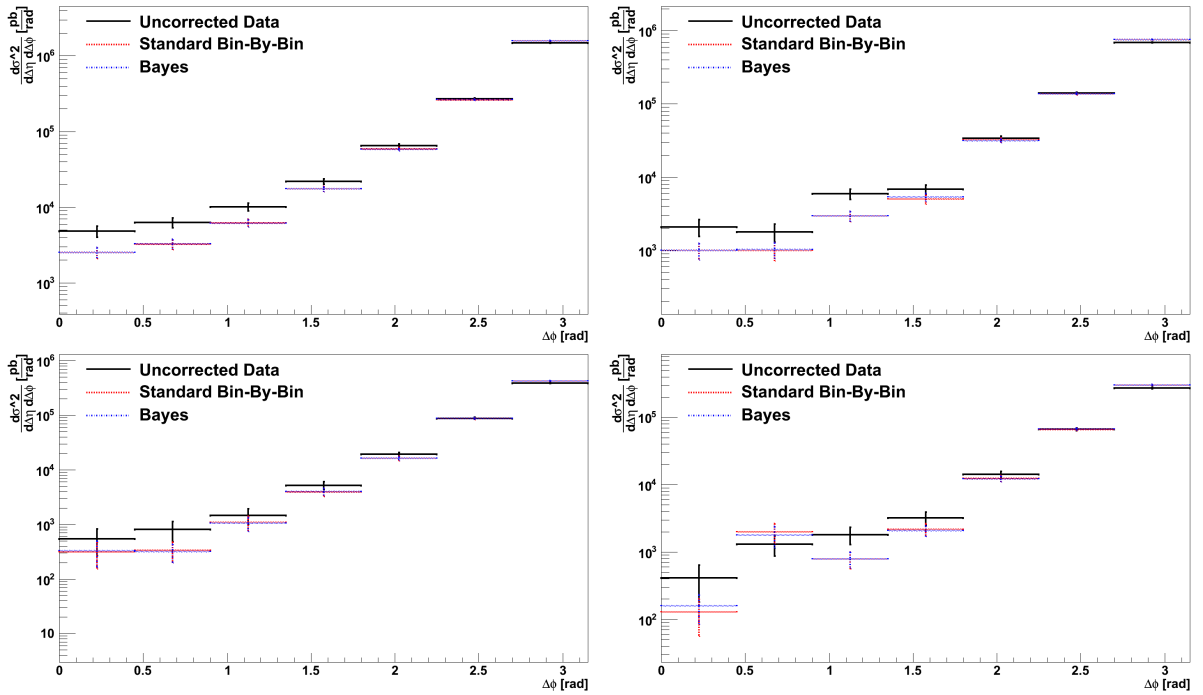 dσ^2
dΔη dΔφ
[pb
rad]
Uncorrected Data
Standard Bin-By-Bin
Bayes
10^6
10^5
10^4
10^3
0 0.5 1 1.5 2 2.5 3
Δφ [rad]
dσ^2
dΔη dΔφ
[pb
rad]
Uncorrected Data
Standard Bin-By-Bin
Bayes
10^6
10^5
10^4
10^3
0 0.5 1 1.5 2 2.5 3
Δφ [rad]
dσ^2
dΔη dΔφ
[pb
rad]
Uncorrected Data
Standard Bin-By-Bin
Bayes
10^6
10^5
10^4
10^3
10^2
10
0 0.5 1 1.5 2 2.5 3
Δφ [rad]
dσ^2
dΔη dΔφ
[pb
rad]
Uncorrected Data
Standard Bin-By-Bin
Bayes
10^5
10^4
10^3
10^2
0 0.5 1 1.5 2 2.5 3
Δφ [rad]